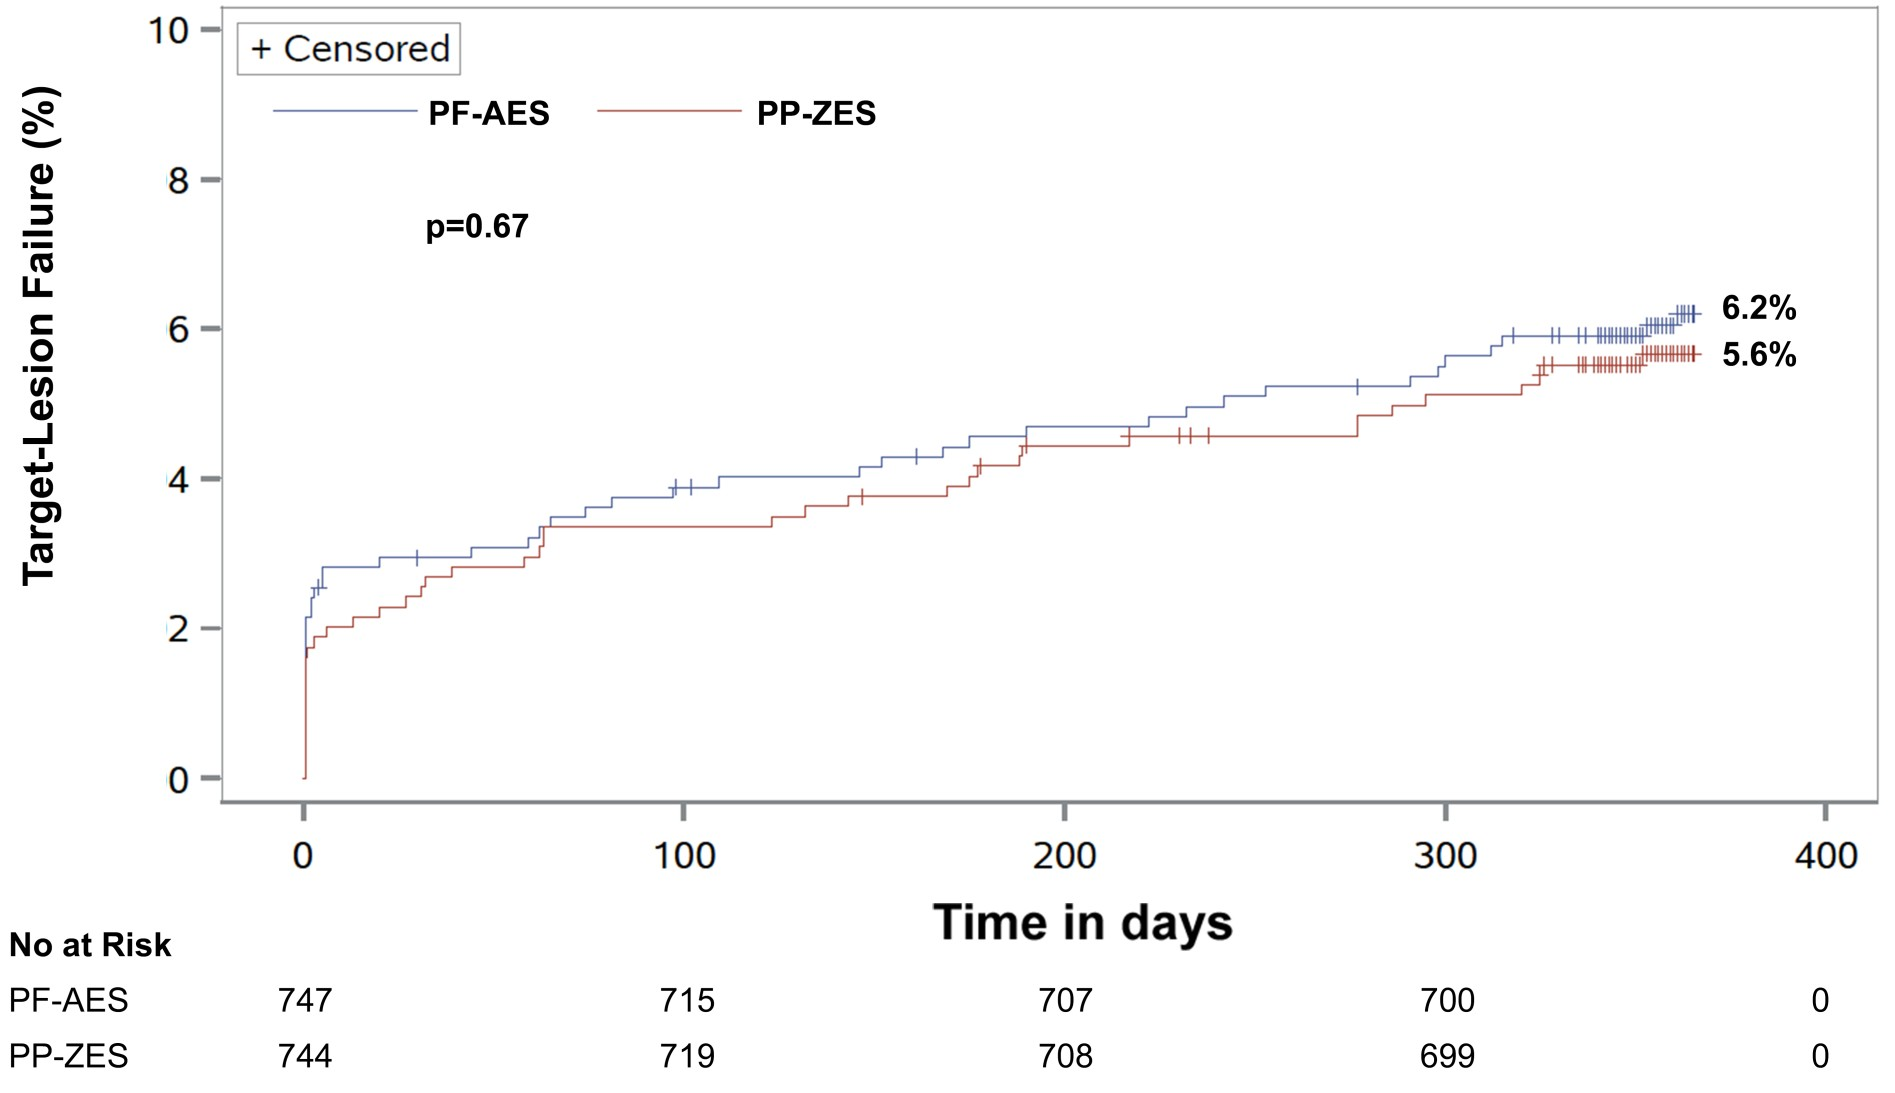 10
+ Censored
PF-AES PP-ZES
8
p=0.67
Target-Lesion Failure (%)
6
6.2%
5.6%
4
2
0
0 100 200 300 400
Time in days
No at Risk
PF-AES 747 715 707 700 0
PP-ZES 744 719 708 699 0